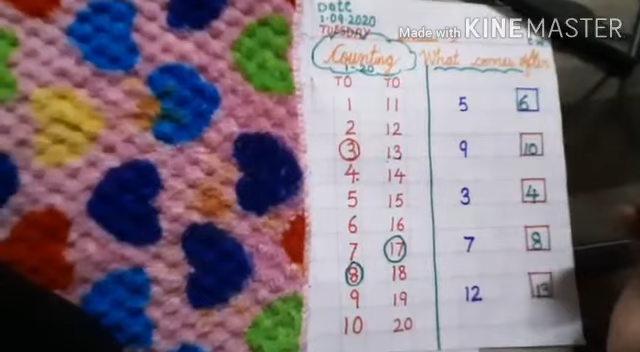 Made with KINEMASTER
Date
1-09-2020
TUESDAY
Counting
1-20
What comes after
TO TO
1 11
2 12
3 13
4 14
5 15
6 16
7 17
8 18
9 19
10 20
5 6
9 10
3 4
7 8
12 13